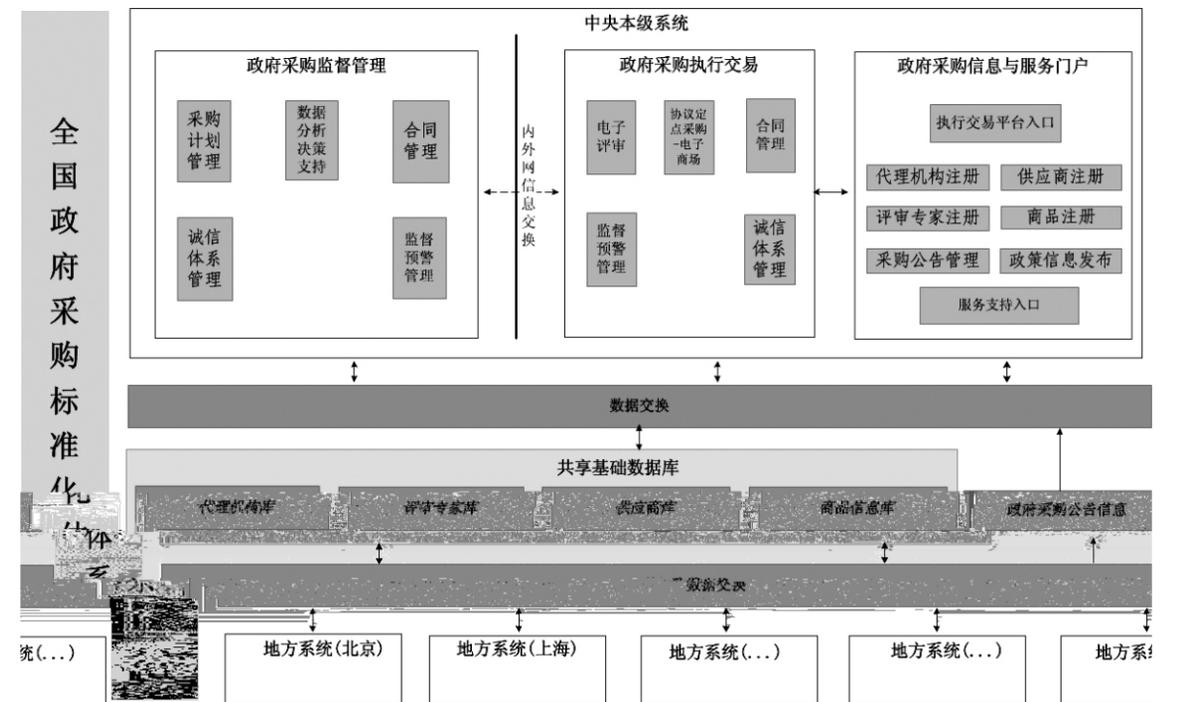 全国政府采购标准化体系
中央本级系统
政府采购监督管理
采购
计划
管理
数据
分析
决策
支持
合同
管理
诚信
体系
管理
监督
预警
管理
内外网信息交换
政府采购执行交易
电子
评审
协议定
点采购
-电子
商场
合同
管理
监督
预警
管理
诚信
体系
管理
政府采购信息与服务门户
执行交易平台入口
代理机构注册
供应商注册
评审专家注册
商品注册
采购公告管理
政策信息发布
服务支持入口
数据交换
共享基础数据库
代理机构库
评审专家库
供应商库
商品信息库
政府采购公告信息
数据交换
统(...)
地方系统(北京)
地方系统(上海)
地方系统(...)
地方系统(...)
地方系